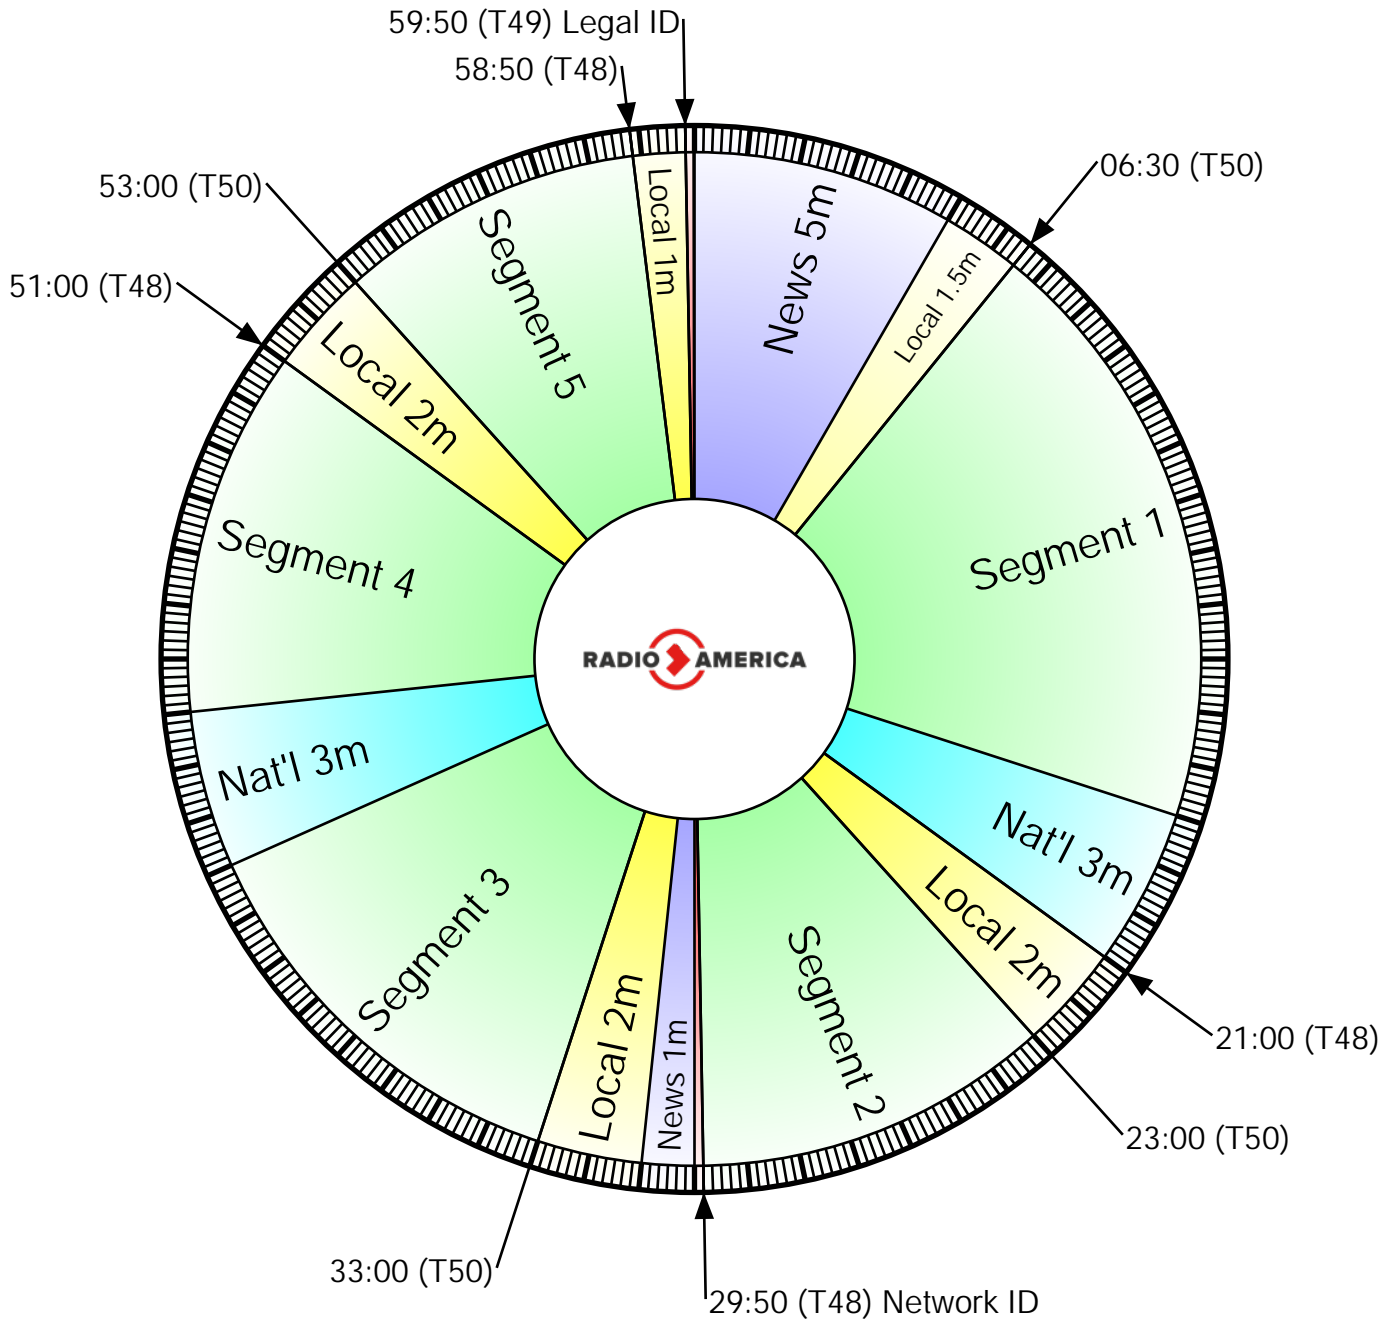 59:50 (T49) Legal ID
58:50 (T48)
53:00 (T50)
51:00 (T48)
06:30 (T50)
News 5m
Local 1.5m
Segment 1
Nat'l 3m
Local 2m
21:00 (T48)
23:00 (T50)
Segment 2
29:50 (T48) Network ID
News 1m
Local 2m
33:00 (T50)
Segment 3
Nat'l 3m
Segment 4
Local 2m
Segment 5
Local 1m
RADIO AMERICA